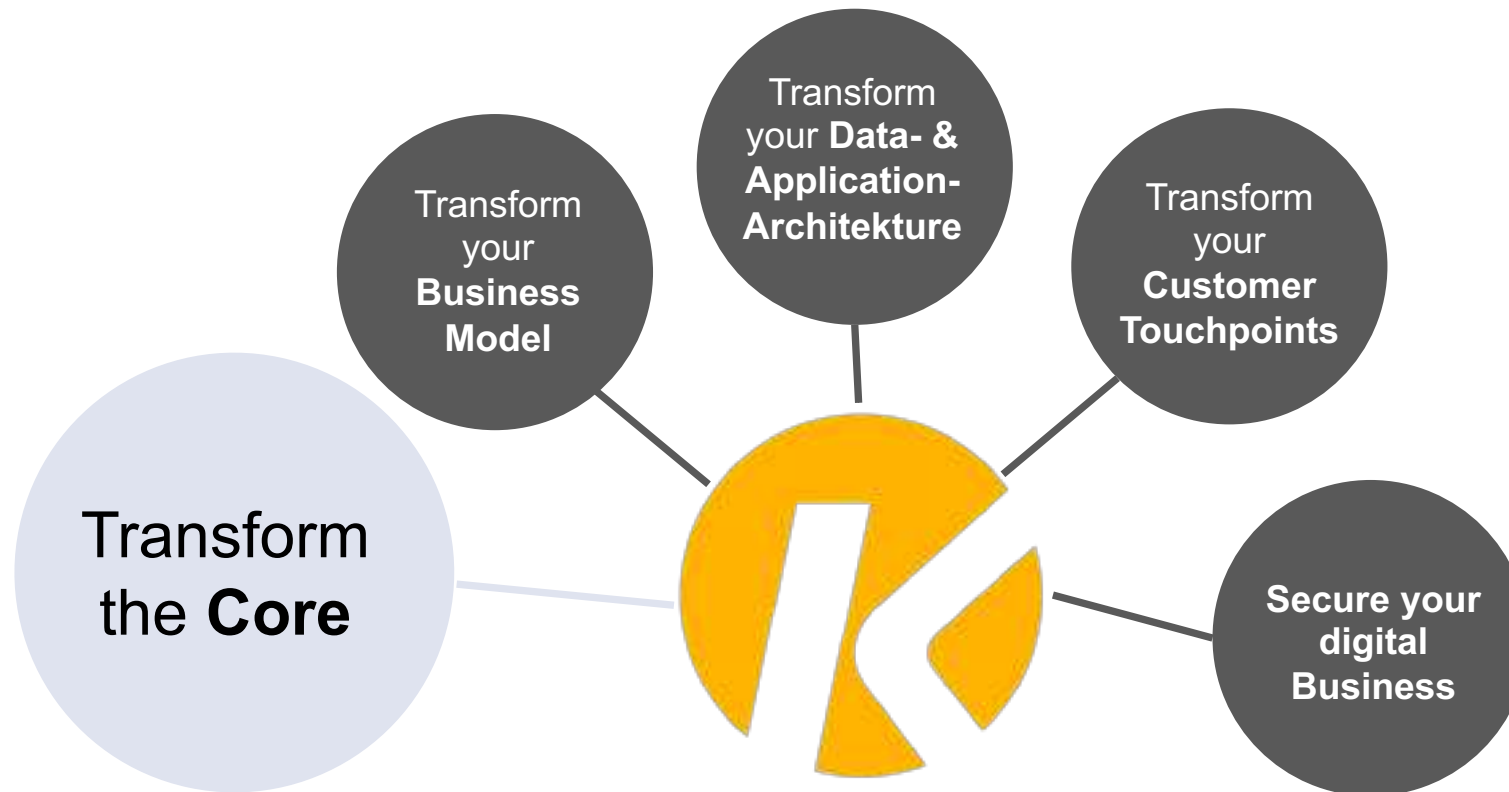 Transform
the Core
Transform
your
Business
Model
Transform
your Data- &
Application-
Architekture
Transform
your
Customer
Touchpoints
Secure your
digital
Business